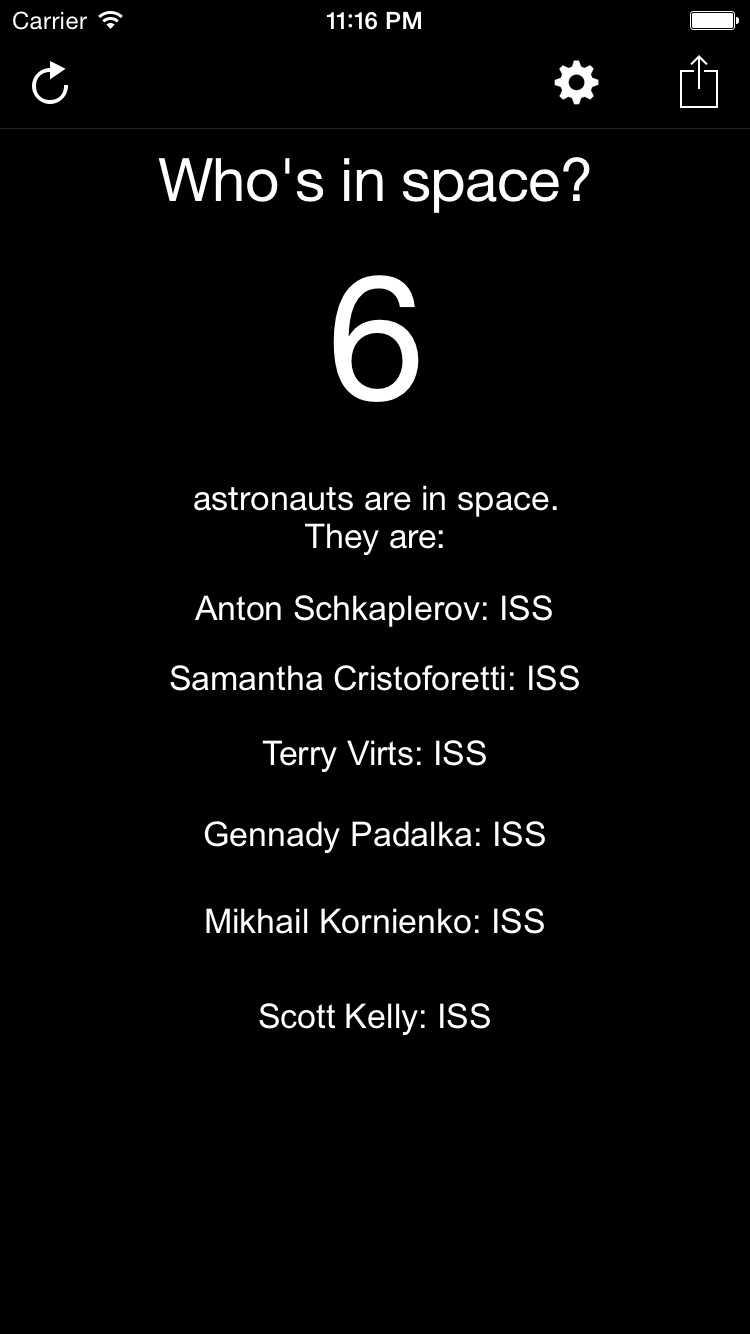 Carrier 11:16 PM
Who's in space?
6
astronauts are in space.
They are:
Anton Schkaplerov: ISS
Samantha Cristoforetti: ISS
Terry Virts: ISS
Gennady Padalka: ISS
Mikhail Kornienko: ISS
Scott Kelly: ISS